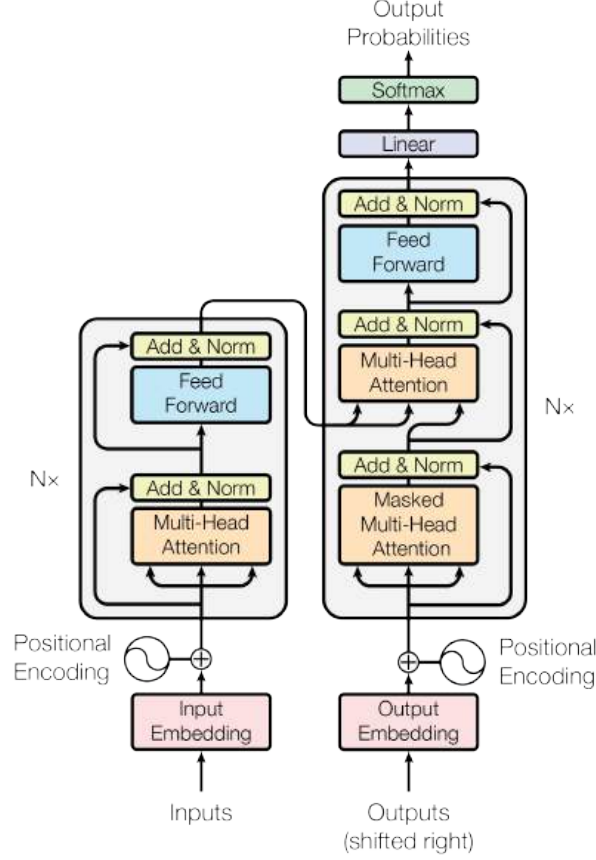 Output
Probabilities
Softmax
Linear
Add & Norm
Feed
Forward
Add & Norm
Multi-Head
Attention
Add & Norm
Masked
Multi-Head
Attention
N×
Positional
Encoding
Output
Embedding
Outputs
(shifted right)
Add & Norm
Feed
Forward
Add & Norm
Multi-Head
Attention
N×
Positional
Encoding
Input
Embedding
Inputs